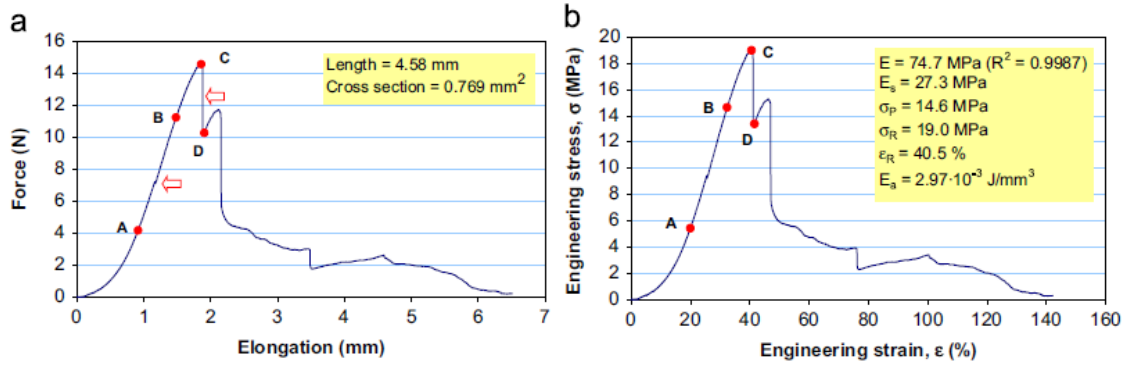 a
16
14
12
10
8
6
4
2
0
Force (N)
0 1 2 3 4 5 6 7
Elongation (mm)
A
B
C
D
Length = 4.58 mm
Cross section = 0.769 mm²
b
20
18
16
14
12
10
8
6
4
2
0
Engineering stress, σ (MPa)
0 20 40 60 80 100 120 140 160
Engineering strain, ε (%)
A
B
C
D
E = 74.7 MPa (R² = 0.9987)
Eₛ = 27.3 MPa
σP = 14.6 MPa
σR = 19.0 MPa
εR = 40.5 %
Eₐ = 2.97·10⁻³ J/mm³